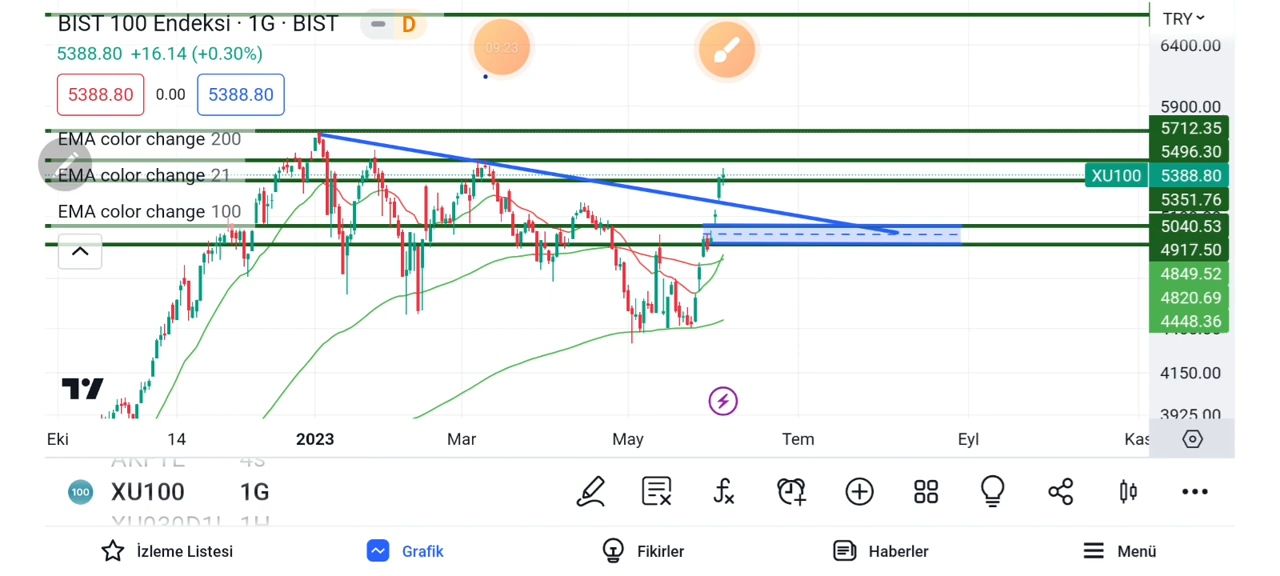 BIST 100 Endeksi · 1G · BIST
D
TRY
09:23
6400.00
5388.80 +16.14 (+0.30%)
5388.80 0.00 5388.80
5900.00
5712.35
EMA color change 200
5496.30
EMA color change 21
XU100 5388.80
5351.76
EMA color change 100
5040.53
4917.50
4849.52
4820.69
4448.36
4150.00
3925.00
Eki 14 2023 Mar May Tem Eyl Kas
100 XU100 1G
İzleme Listesi Grafik Fikirler Haberler Menü